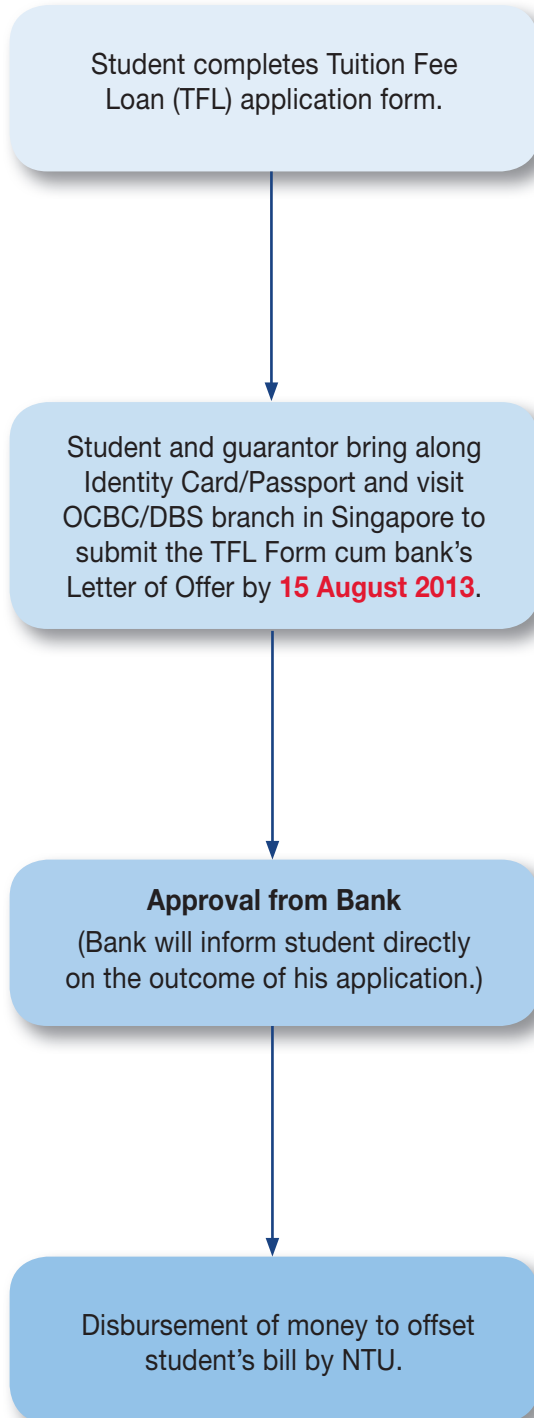 Student completes Tuition Fee
Loan (TFL) application form.
Student and guarantor bring along
Identity Card/Passport and visit
OCBC/DBS branch in Singapore to
submit the TFL Form cum bank’s
Letter of Offer by 15 August 2013.
Approval from Bank
(Bank will inform student directly
on the outcome of his application.)
Disbursement of money to offset
student’s bill by NTU.